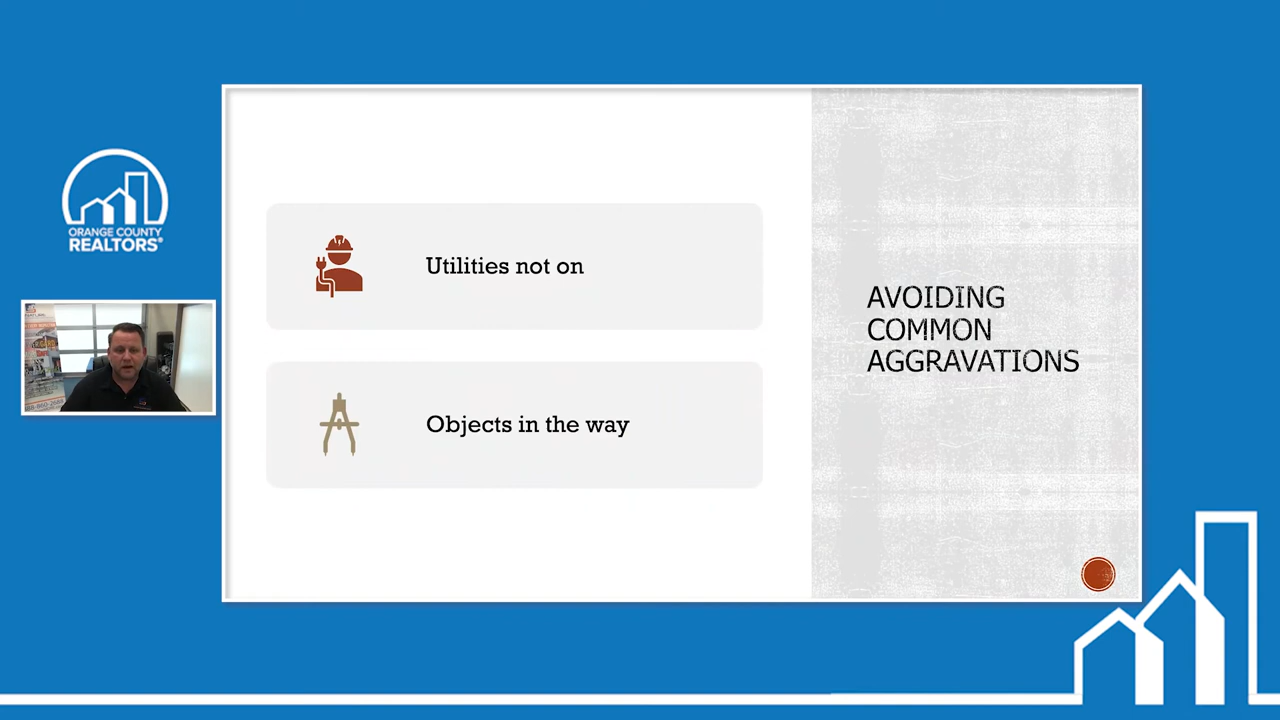 ORANGE COUNTY
REALTORS®
Utilities not on
Objects in the way
AVOIDING
COMMON
AGGRAVATIONS